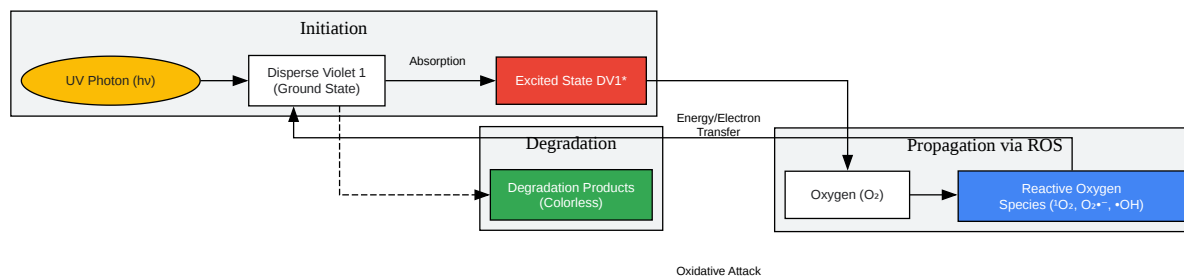 Initiation
UV Photon (hν)
Disperse Violet 1
(Ground State)
Absorption
Excited State DV1*
Energy/Electron
Transfer
Degradation
Degradation Products
(Colorless)
Propagation via ROS
Oxygen (O₂)
Reactive Oxygen
Species (¹O₂, O₂•⁻, •OH)
Oxidative Attack